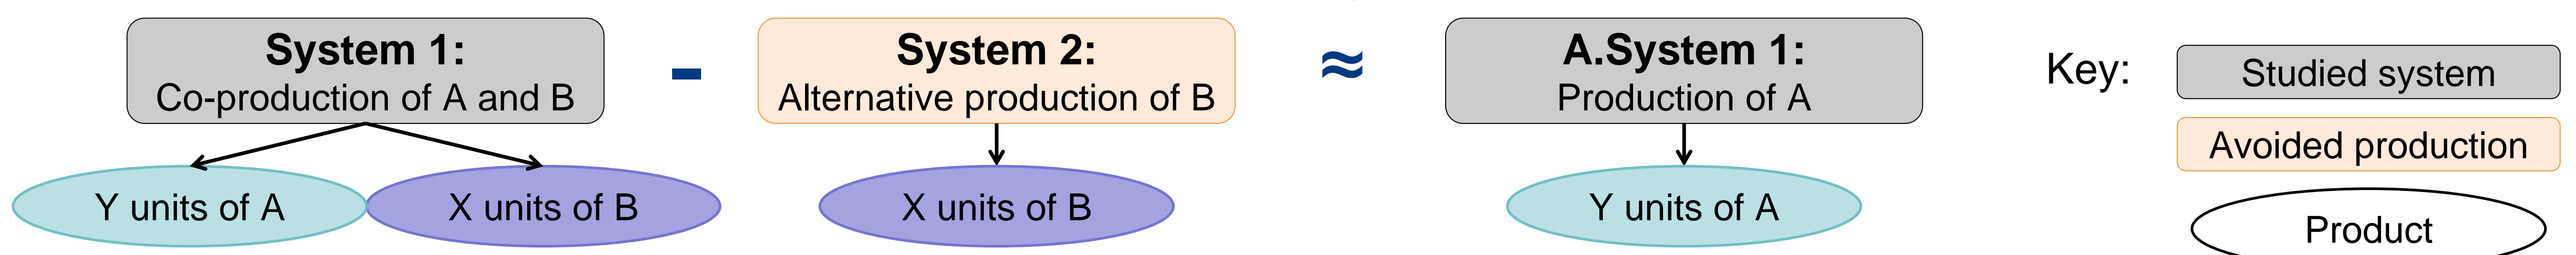 System 1:
Co-production of A and B
Y units of A
X units of B
-
System 2:
Alternative production of B
X units of B
≈
A.System 1:
Production of A
Y units of A
Key:
Studied system
Avoided production
Product